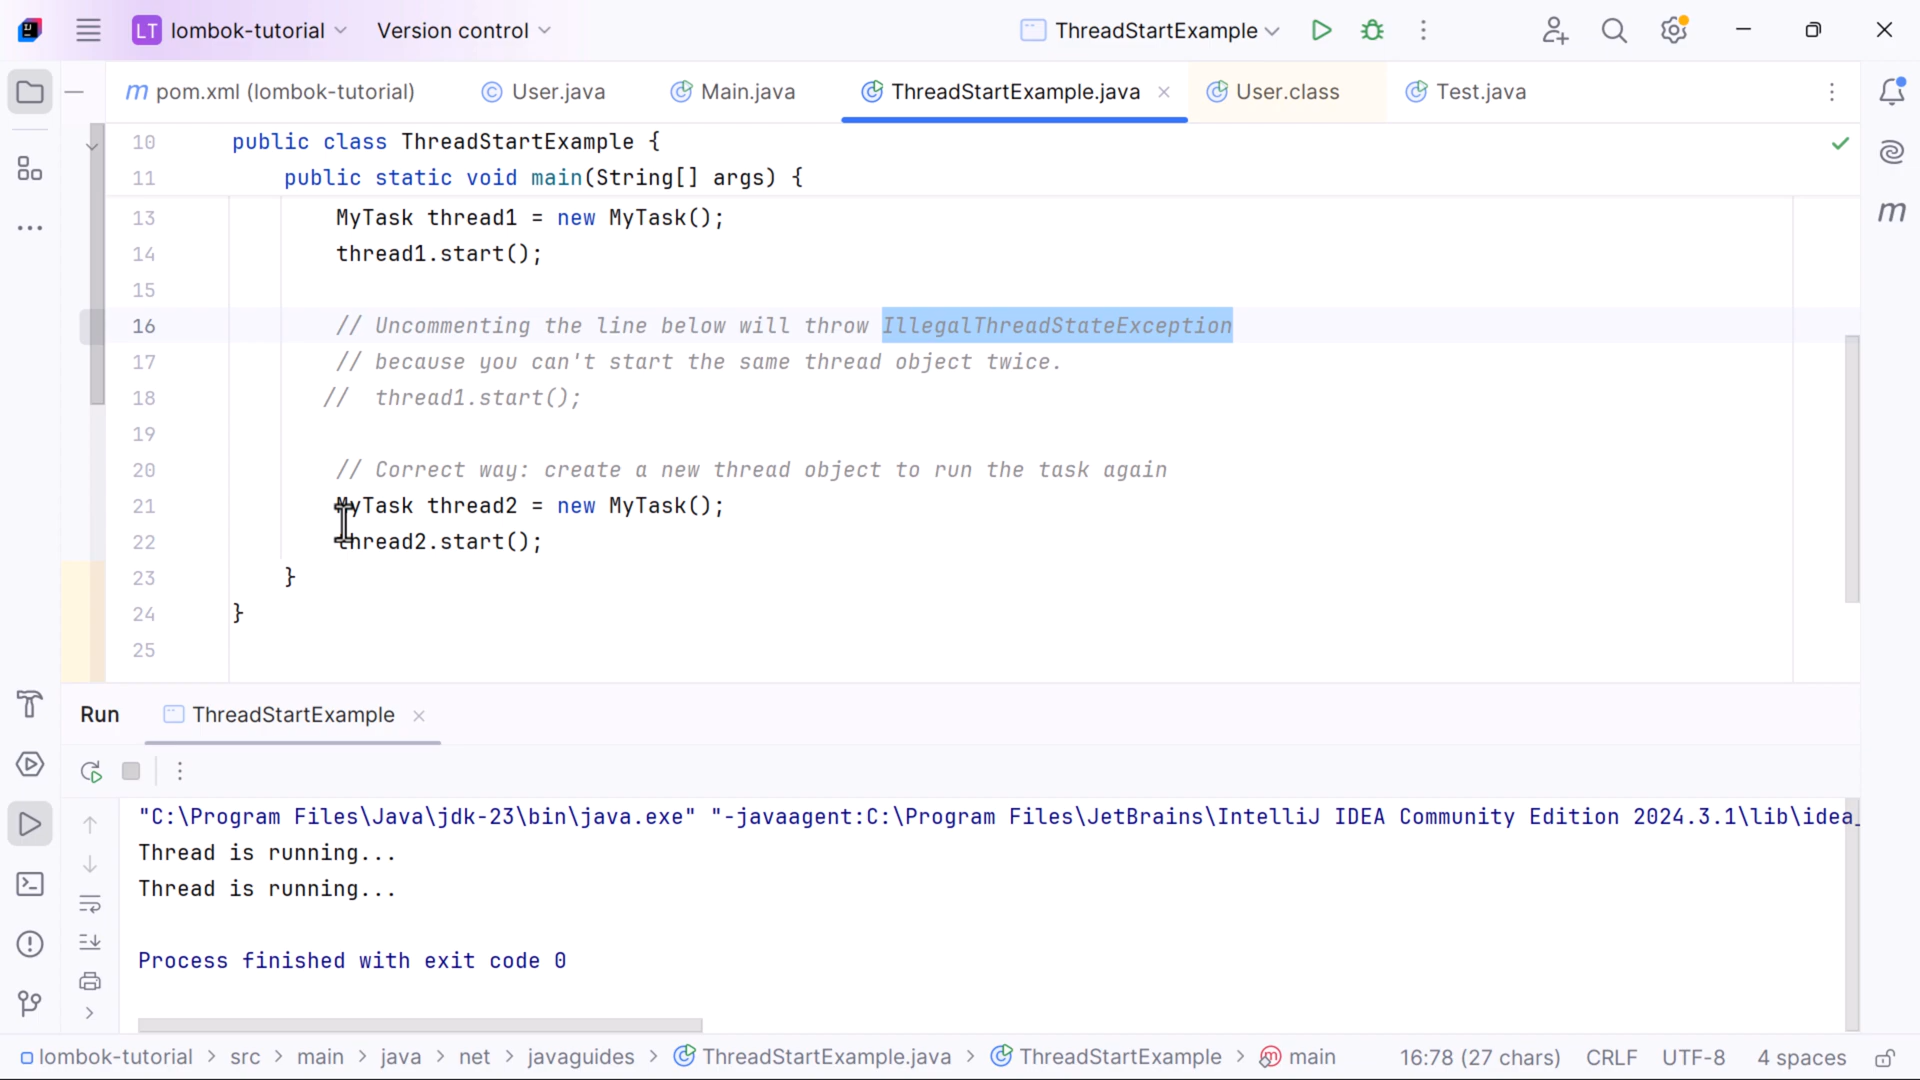 LT lombok-tutorial Version control ThreadStartExample
pom.xml (lombok-tutorial) User.java Main.java ThreadStartExample.java User.class Test.java
10 public class ThreadStartExample {
11 public static void main(String[] args) {
13 MyTask thread1 = new MyTask();
14 thread1.start();
15
16 // Uncommenting the line below will throw IllegalThreadStateException
17 // because you can't start the same thread object twice.
18 // thread1.start();
19
20 // Correct way: create a new thread object to run the task again
21 MyTask thread2 = new MyTask();
22 thread2.start();
23 }
24 }
25
Run ThreadStartExample
"C:\Program Files\Java\jdk-23\bin\java.exe" "-javaagent:C:\Program Files\JetBrains\IntelliJ IDEA Community Edition 2024.3.1\lib\idea_
Thread is running...
Thread is running...
Process finished with exit code 0
lombok-tutorial > src > main > java > net > javaguides > ThreadStartExample.java > ThreadStartExample > main 16:78 (27 chars) CRLF UTF-8 4 spaces